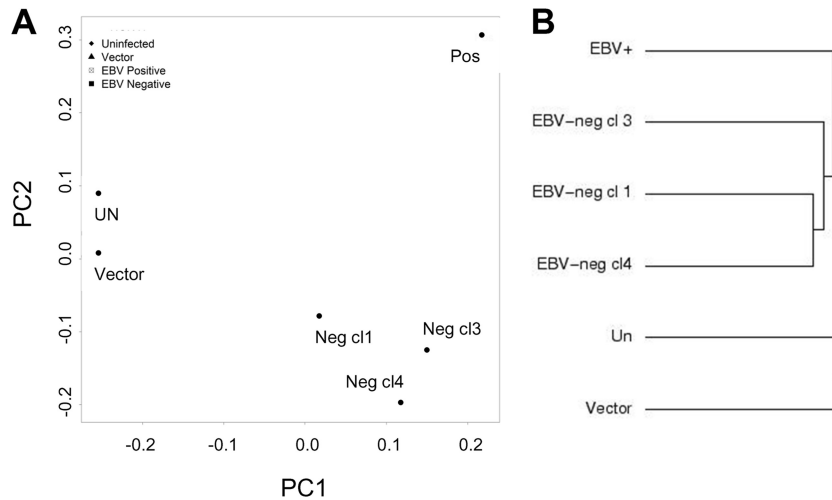 A
B
Uninfected
Vector
EBV Positive
EBV Negative
Pos
UN
Vector
Neg cl1
Neg cl3
Neg cl4
0.3
0.2
0.1
0.0
-0.1
-0.2
PC2
-0.2
-0.1
0.0
0.1
0.2
PC1
EBV+
EBV-neg cl 3
EBV-neg cl 1
EBV-neg cl4
Un
Vector